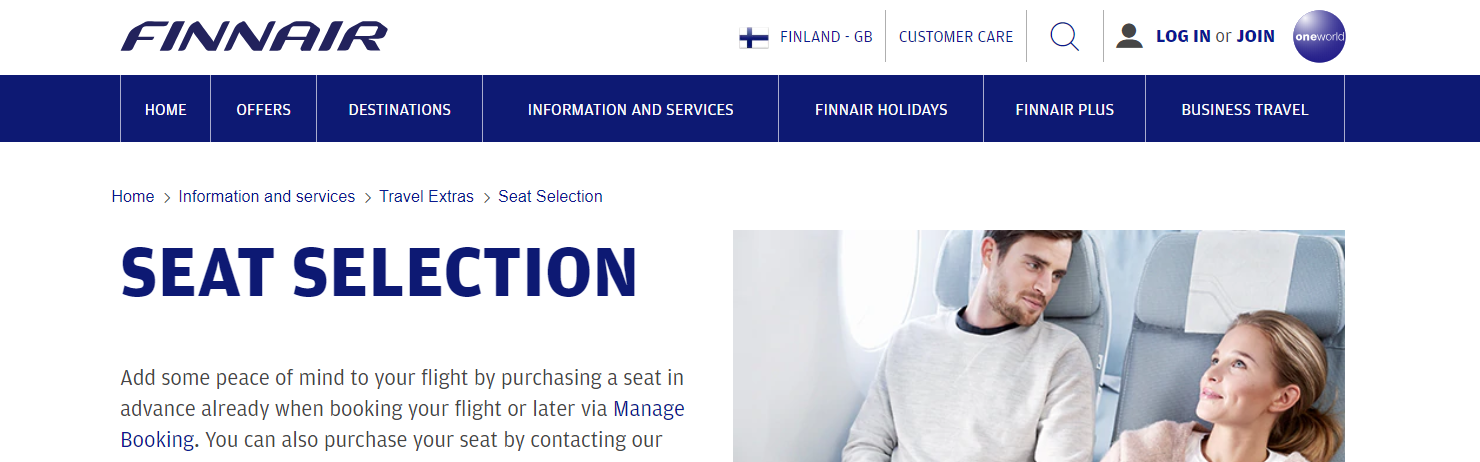 FINNAIR
FINLAND - GB
CUSTOMER CARE
LOG IN or JOIN
oneworld
HOME
OFFERS
DESTINATIONS
INFORMATION AND SERVICES
FINNAIR HOLIDAYS
FINNAIR PLUS
BUSINESS TRAVEL
Home > Information and services > Travel Extras > Seat Selection
SEAT SELECTION
Add some peace of mind to your flight by purchasing a seat in
advance already when booking your flight or later via Manage
Booking. You can also purchase your seat by contacting our